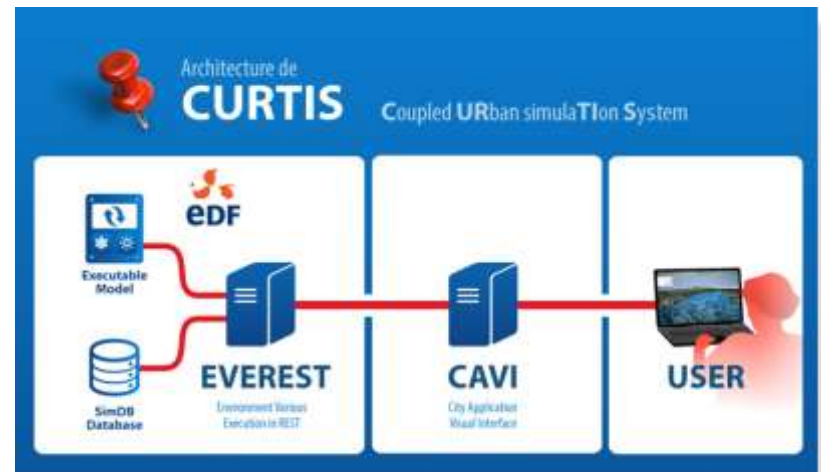 Architecture de
CURTIS
Coupled URban simulaTIon System
eDF
Executable
Model
SimDB
Database
EVEREST
Environment Various
Execution in REST
CAVI
City Application
Visual Interface
USER